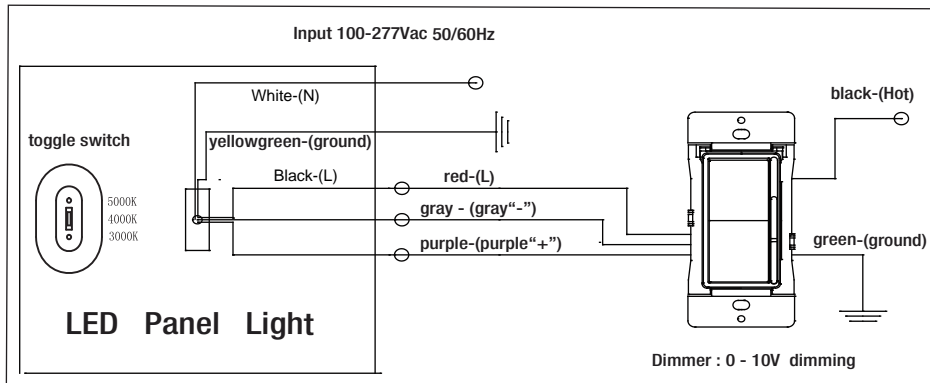 Input 100-277Vac 50/60Hz
White-(N)
black-(Hot)
toggle switch
yellowgreen-(ground)
Black-(L)
red-(L)
5000K
4000K
3000K
gray - (gray“-”)
purple-(purple“+”)
green-(ground)
LED Panel Light
Dimmer : 0 - 10V dimming